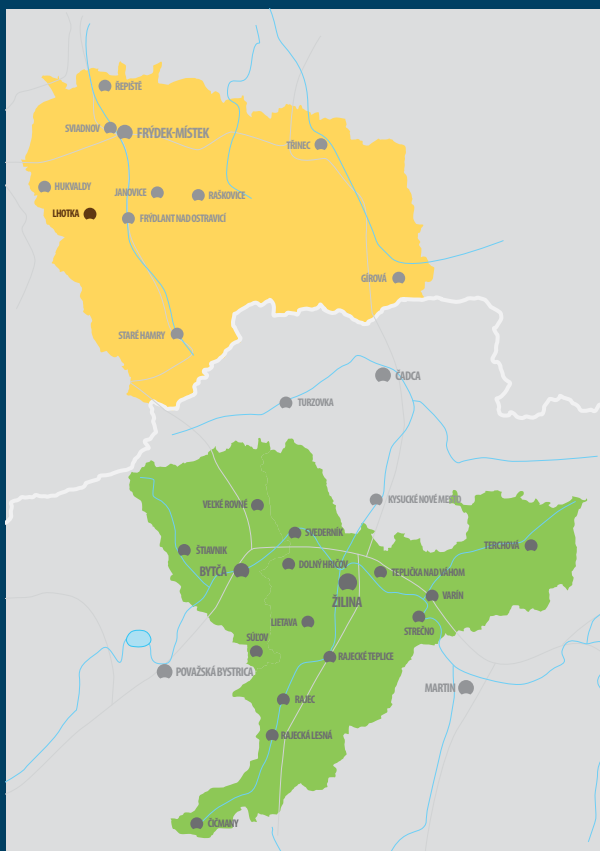 ŘEPIŠTĚ
SVIADNOV
FRÝDEK-MÍSTEK
TŘINEC
HUKVALDY
JANOVICE
RAŠKOVICE
LHOTKA
FRÝDLANT NAD OSTRAVICÍ
GÍROVÁ
STARÉ HAMRY
ČADCA
TURZOVKA
KYSUCKÉ NOVÉ MESTO
VEĽKÉ ROVNÉ
SVEDERNÍK
TERCHOVÁ
ŠTIAVNIK
DOLNÝ HRIČOV
BYTČA
TEPLIČKA NAD VÁHOM
ŽILINA
VARÍN
LIETAVA
STREČNO
SÚĽOV
RAJECKÉ TEPLICE
POVAŽSKÁ BYSTRICA
MARTIN
RAJEC
RAJECKÁ LESNÁ
ČIČMANY